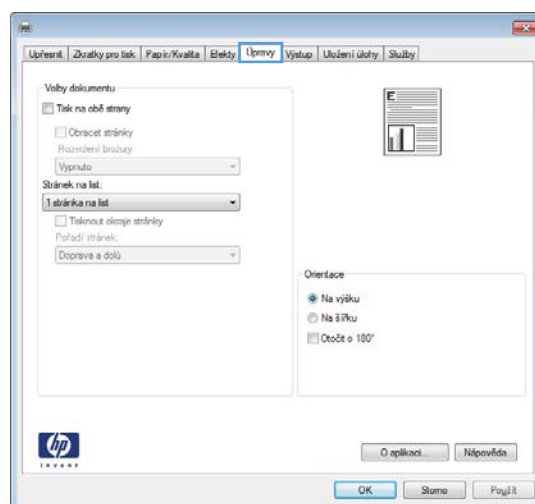 Upřesnit Zkratky pro tisk Papír/Kvalita Efekty Úpravy Výstup Uložení úlohy Služby
Volby dokumentu
Tisk na obě strany
Obracet stránky
Rozvržení brožury:
Vypnuto
Stránek na list:
1 stránka na list
Tisknout okraje stránky
Pořadí stránek:
Doprava a dolů
E
Orientace
Na výšku
Na šířku
Otočit o 180°
hp
invent
O aplikaci... Nápověda
OK Storno Použít